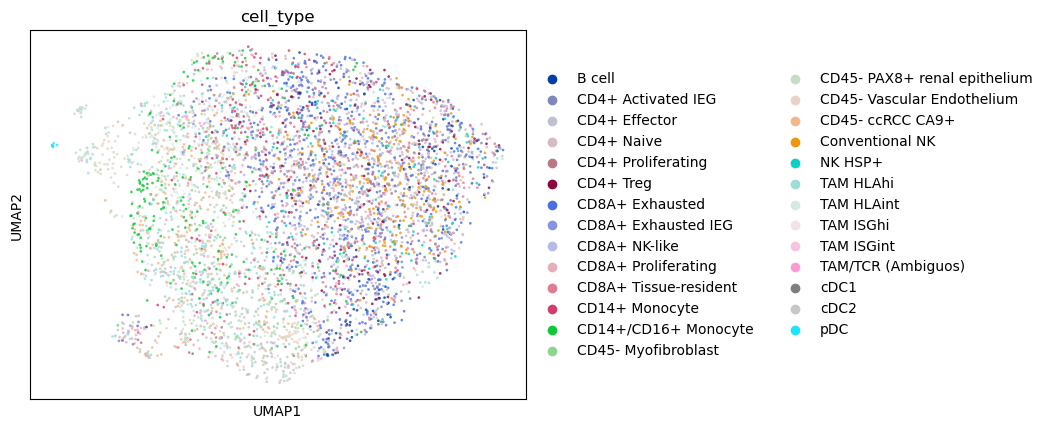 cell_type
UMAP2
UMAP1
B cell
CD4+ Activated IEG
CD4+ Effector
CD4+ Naive
CD4+ Proliferating
CD4+ Treg
CD8A+ Exhausted
CD8A+ Exhausted IEG
CD8A+ NK-like
CD8A+ Proliferating
CD8A+ Tissue-resident
CD14+ Monocyte
CD14+/CD16+ Monocyte
CD45- Myofibroblast
CD45- PAX8+ renal epithelium
CD45- Vascular Endothelium
CD45- ccRCC CA9+
Conventional NK
NK HSP+
TAM HLAhi
TAM HLAint
TAM ISGhi
TAM ISGint
TAM/TCR (Ambiguos)
cDC1
cDC2
pDC